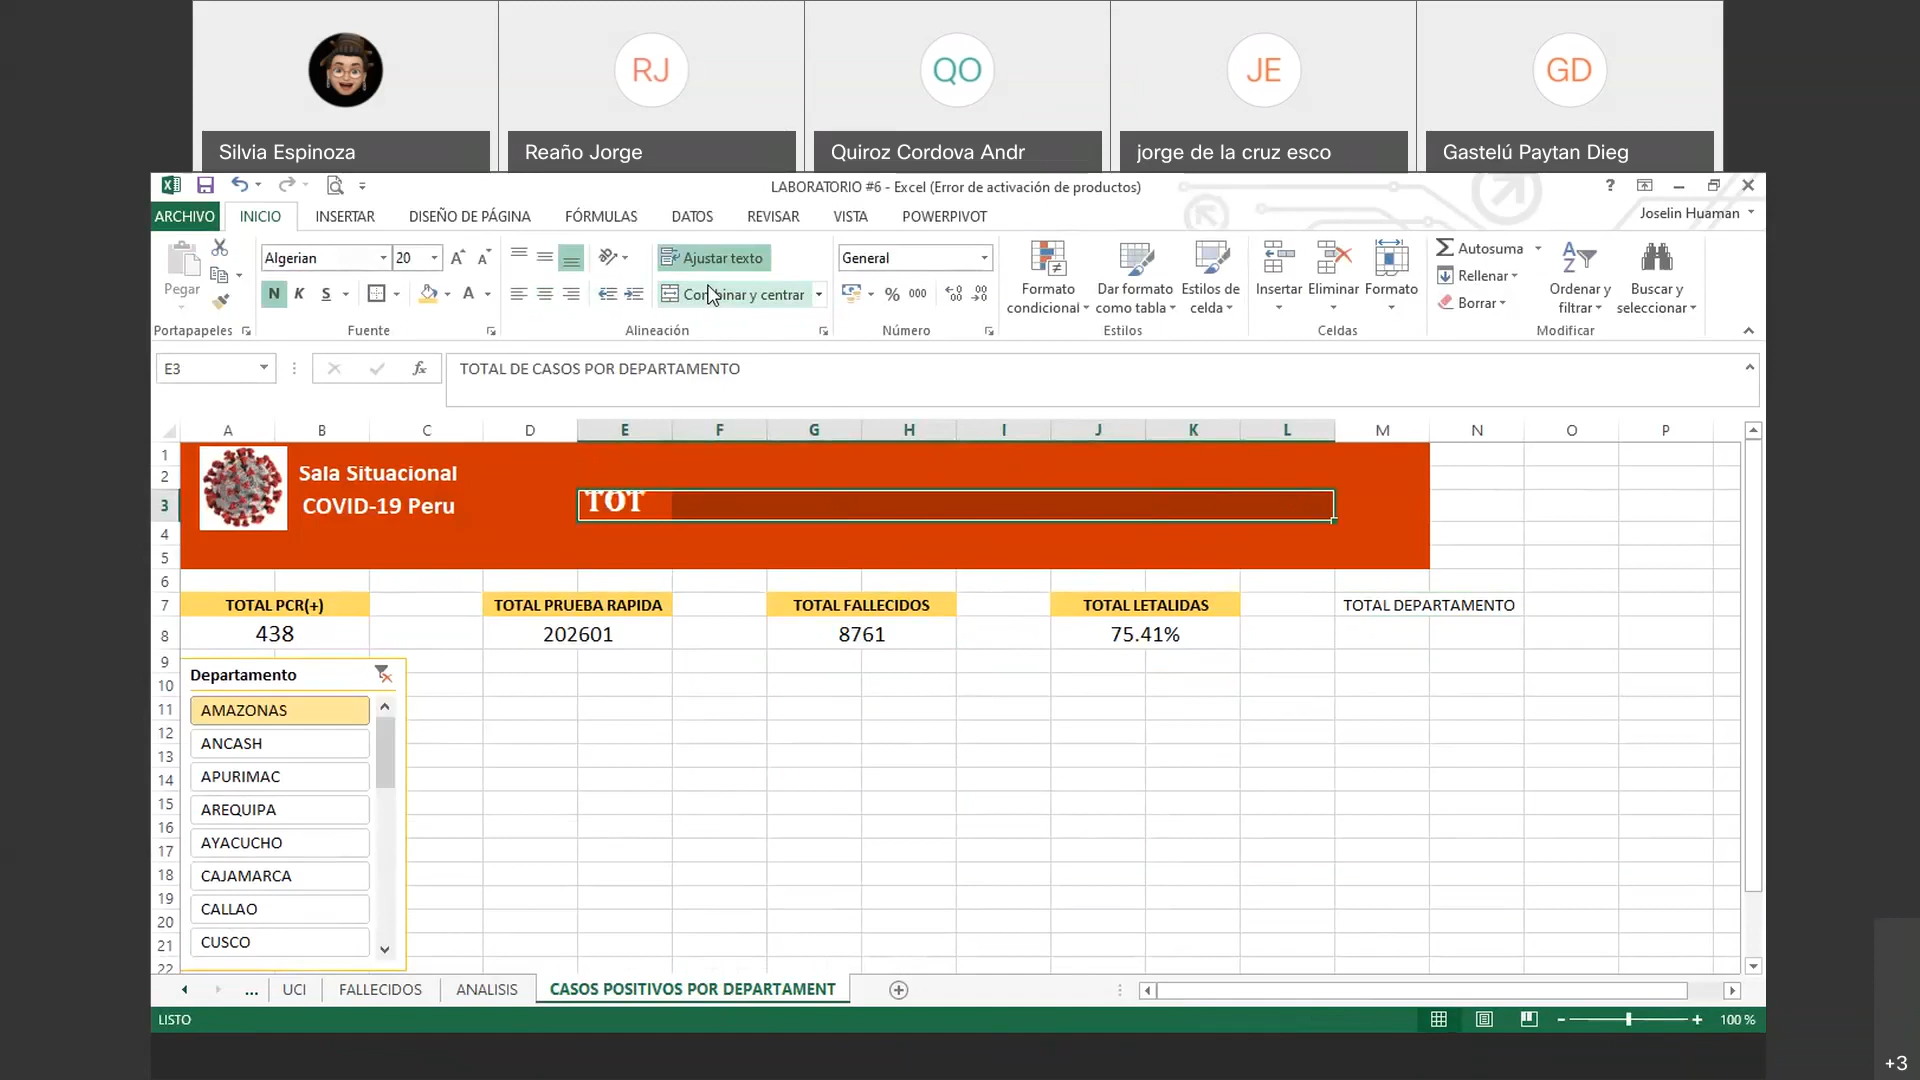 RJ
QO
JE
GD
Silvia Espinoza
Reaño Jorge
Quiroz Cordova Andr
jorge de la cruz esco
Gastelú Paytan Dieg
LABORATORIO #6 - Excel (Error de activación de productos)
?
ARCHIVO
INICIO
INSERTAR
DISEÑO DE PÁGINA
FÓRMULAS
DATOS
REVISAR
VISTA
POWERPIVOT
Joselin Huaman
Pegar
Algerian
20
Ajustar texto
General
Formato
condicional
Dar formato
como tabla
Estilos de
celda
Insertar
Eliminar
Formato
Autosuma
Rellenar
Borrar
Ordenar y
filtrar
Buscar y
seleccionar
N K S
Combinar y centrar
% 000
Portapapeles
Fuente
Alineación
Número
Estilos
Celdas
Modificar
E3
fx
TOTAL DE CASOS POR DEPARTAMENTO
A B C D E F G H I J K L M N O P
1
2
3
4
5
6
7
8
9
10
11
12
13
14
15
16
17
18
19
20
21
22
Sala Situacional
COVID-19 Peru
TOT
TOTAL PCR(+)
TOTAL PRUEBA RAPIDA
TOTAL FALLECIDOS
TOTAL LETALIDAS
TOTAL DEPARTAMENTO
438
202601
8761
75.41%
Departamento
AMAZONAS
ANCASH
APURIMAC
AREQUIPA
AYACUCHO
CAJAMARCA
CALLAO
CUSCO
...
UCI
FALLECIDOS
ANALISIS
CASOS POSITIVOS POR DEPARTAMENT
LISTO
100 %
+3